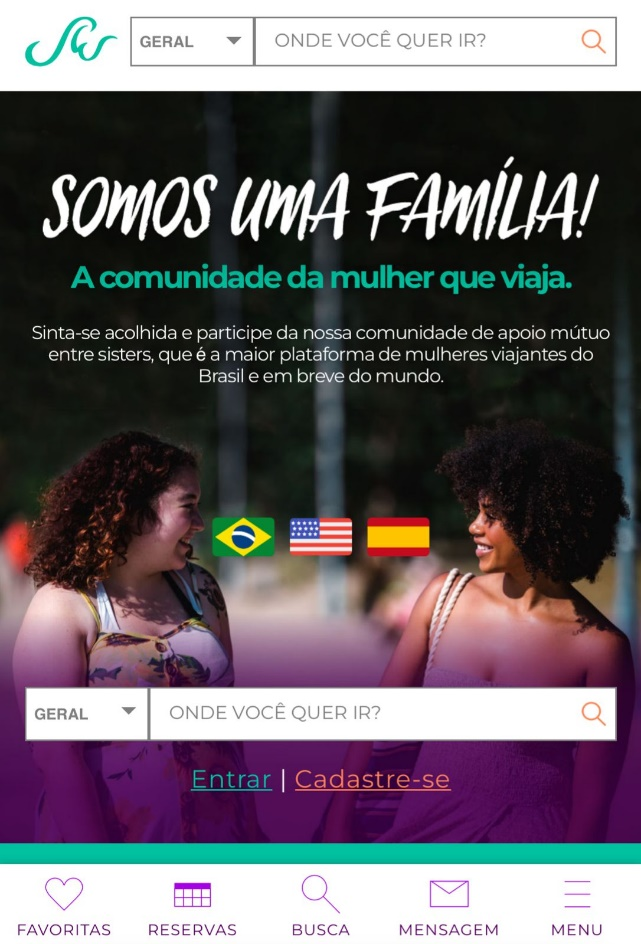 GERAL
ONDE VOCÊ QUER IR?
SOMOS UMA FAMÍLIA!
A comunidade da mulher que viaja.
Sinta-se acolhida e participe da nossa comunidade de apoio mútuo
entre sisters, que é a maior plataforma de mulheres viajantes do
Brasil e em breve do mundo.
GERAL
ONDE VOCÊ QUER IR?
Entrar | Cadastre-se
FAVORITAS
RESERVAS
BUSCA
MENSAGEM
MENU